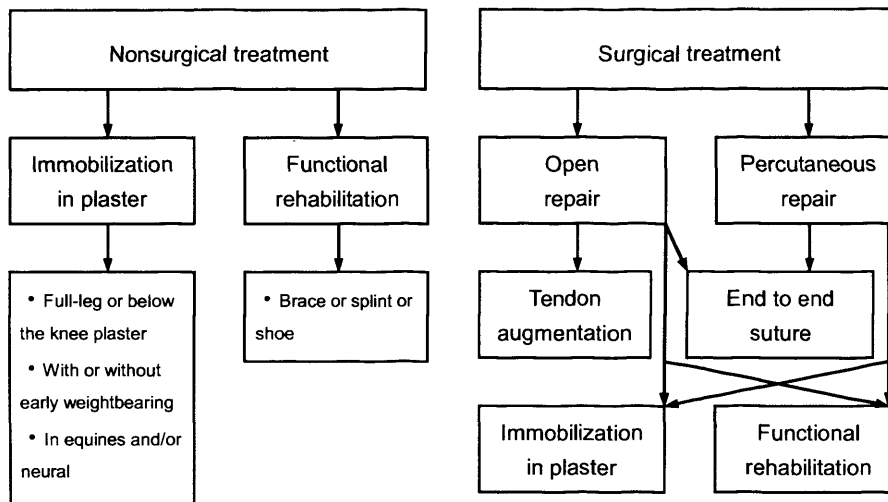 Nonsurgical treatment
Immobilization
in plaster
Functional
rehabilitation
• Full-leg or below
the knee plaster
• With or without
early weightbearing
• In equines and/or
neural
• Brace or splint or
shoe
Surgical treatment
Open
repair
Percutaneous
repair
Tendon
augmentation
End to end
suture
Immobilization
in plaster
Functional
rehabilitation